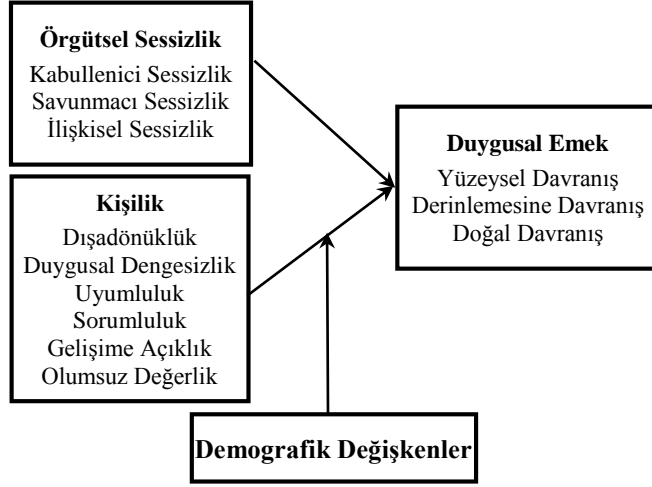 Örgütsel Sessizlik
Kabullenici Sessizlik
Savunmacı Sessizlik
İlişkisel Sessizlik
Kişilik
Dışadönüklük
Duygusal Dengesizlik
Uyumluluk
Sorumluluk
Gelişime Açıklık
Olumsuz Değerlik
Duygusal Emek
Yüzeysel Davranış
Derinlemesine Davranış
Doğal Davranış
Demografik Değişkenler